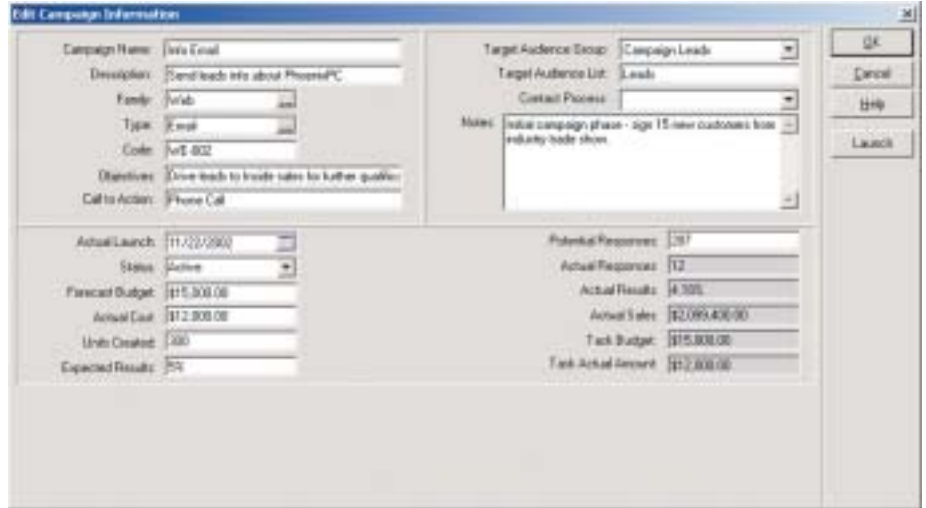 Edit Campaign Information
Campaign Name: Info Email
Description: Send leads info about PhoenixPC
Family: Web
Type: Email
Code: WE-002
Objectives: Drive leads to Inside sales for further qualific
Call to Action: Phone Call
Target Audience Group: Campaign Leads
Target Audience List: Leads
Contact Process:
Notes: Initial campaign phase - sign 15 new customers from
industry trade show.
OK
Cancel
Help
Launch
Actual Launch: 11/22/2002
Status: Active
Forecast Budget: $15,000.00
Actual Cost: $12,000.00
Units Created: 300
Expected Results: 5%
Potential Responses: 287
Actual Responses: 12
Actual Results: 4.18%
Actual Sales: $2,099,400.00
Task Budget: $15,000.00
Task Actual Amount: $12,000.00